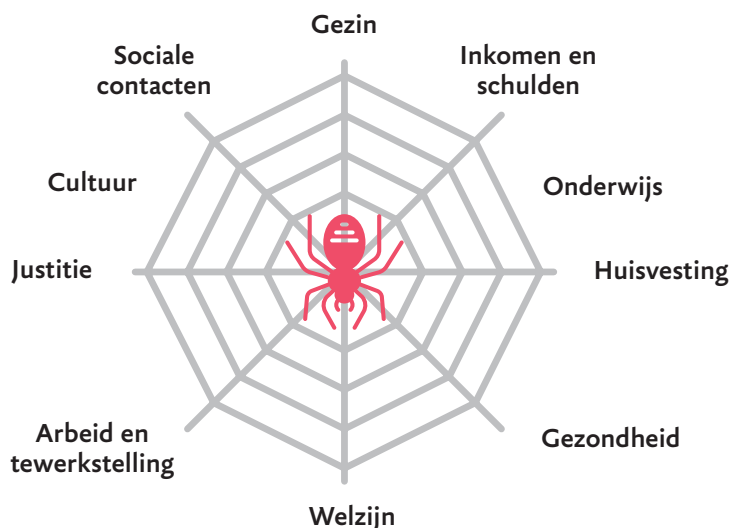 Gezin
Inkomen en
schulden
Onderwijs
Huisvesting
Gezondheid
Welzijn
Arbeid en
tewerkstelling
Justitie
Cultuur
Sociale
contacten